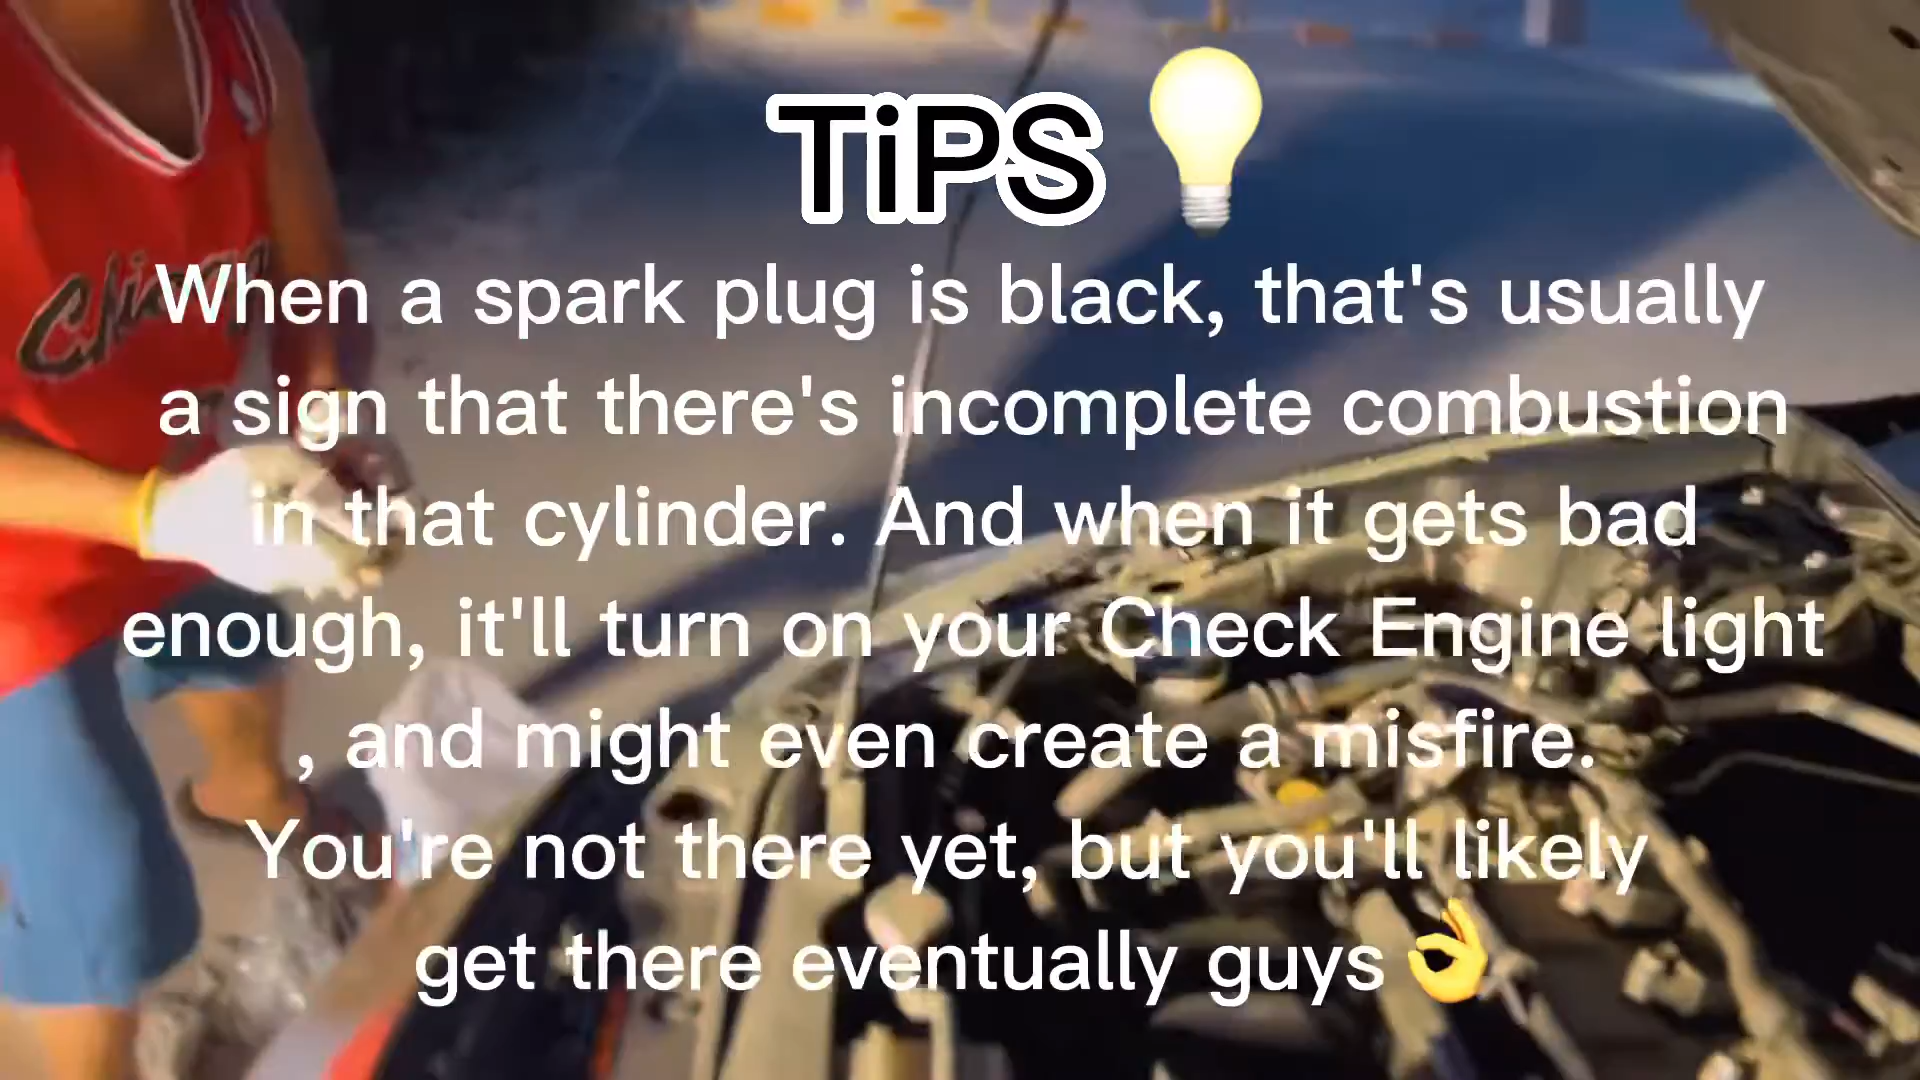 TiPS
When a spark plug is black, that's usually
a sign that there's incomplete combustion
in that cylinder. And when it gets bad
enough, it'll turn on your Check Engine light
, and might even create a misfire.
You're not there yet, but you'll likely
get there eventually guys👌